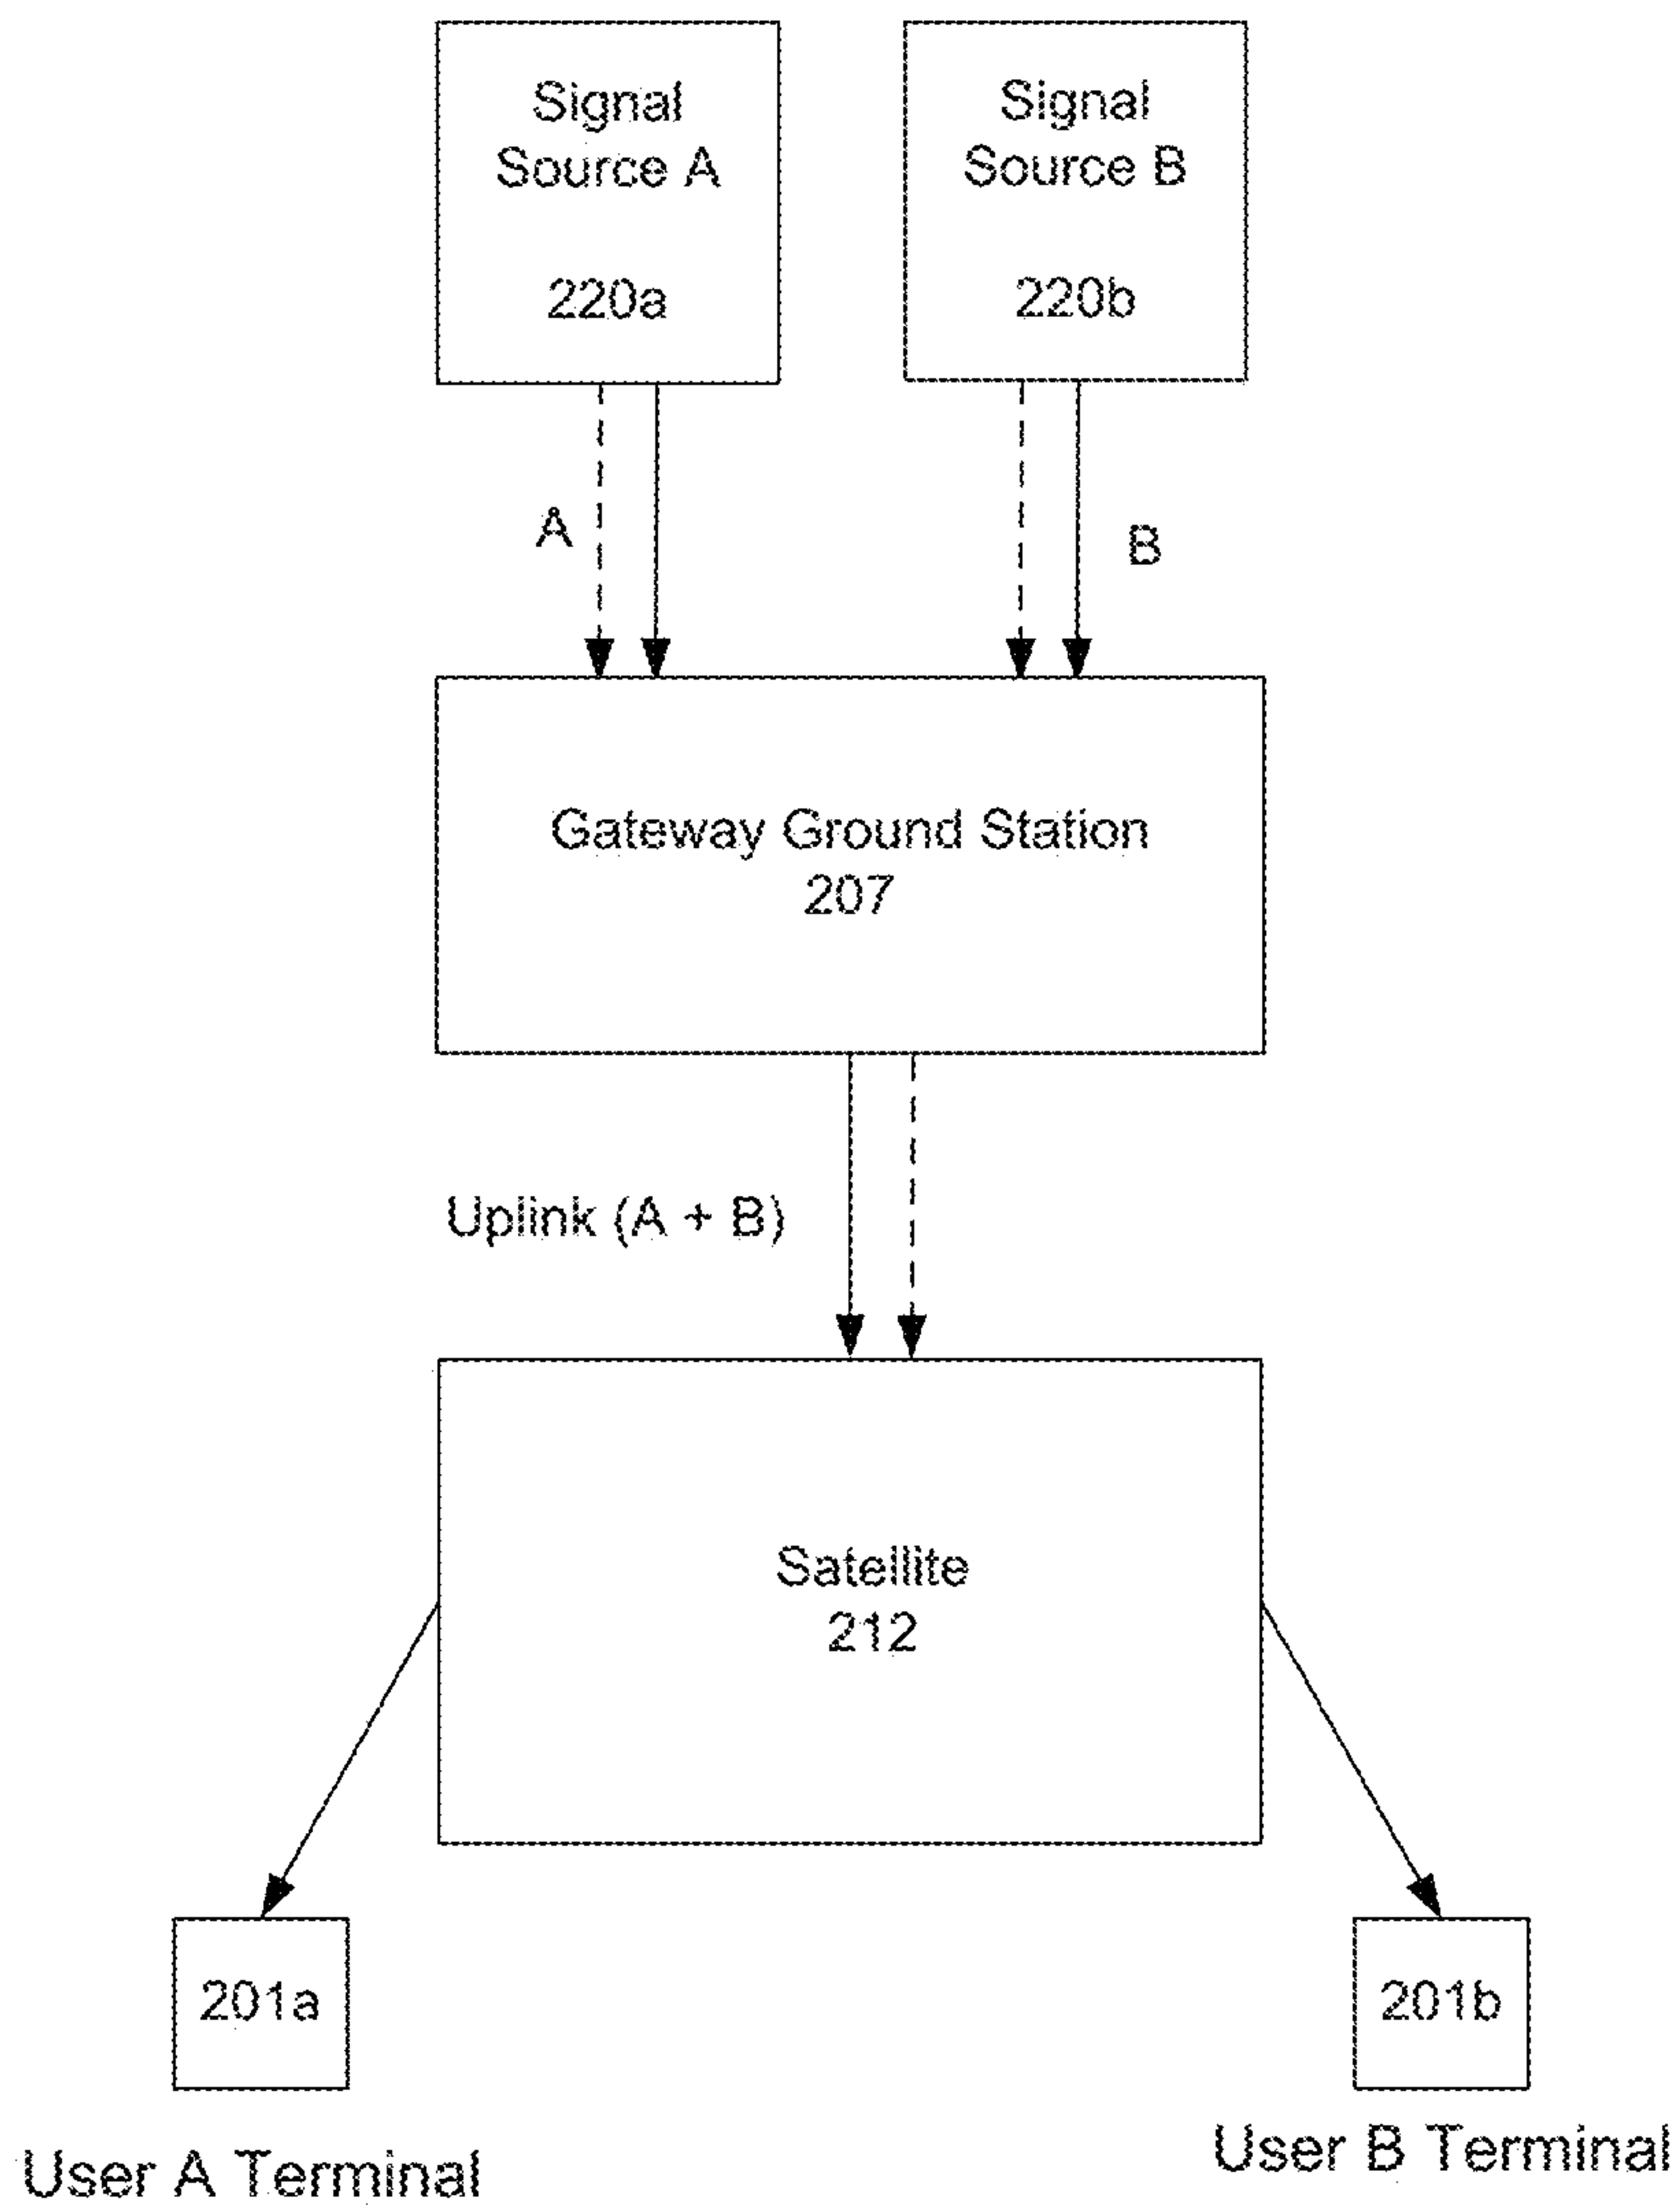 Signal
Source A
220a
Signal
Source B
220b
A
B
Gateway Ground Station
207
Uplink (A + B)
Satellite
212
201a
201b
User A Terminal
User B Terminal